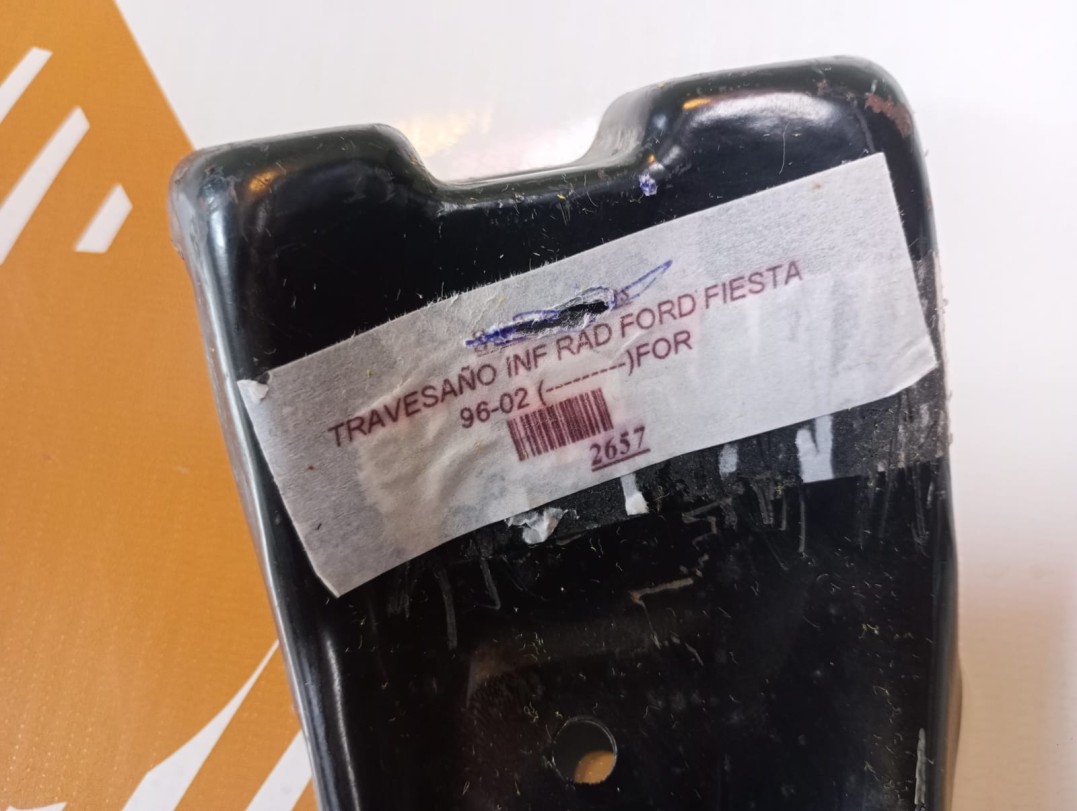 TRAVESAÑO INF RAD FORD FIESTA
96-02 (---------)FOR
2657